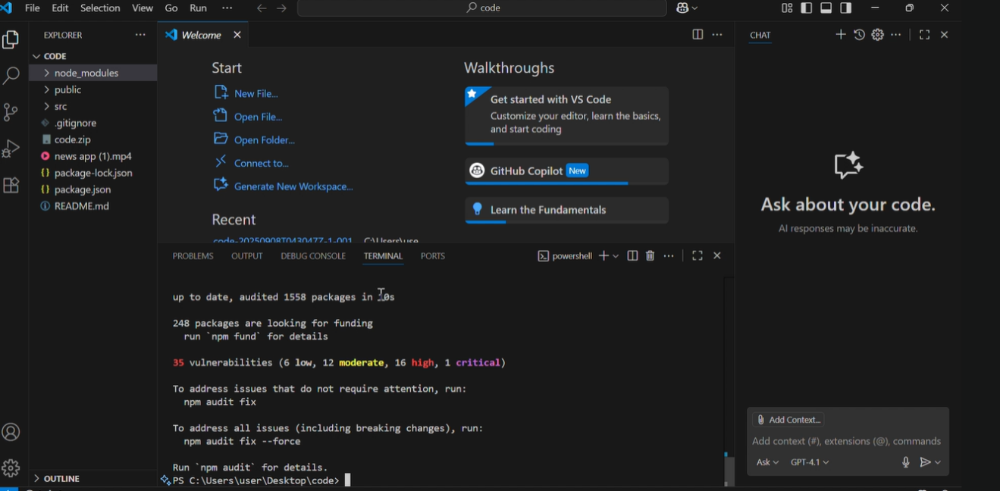 File Edit Selection View Go Run ··· code
EXPLORER ···
CODE
node_modules
public
src
.gitignore
code.zip
news app (1).mp4
package-lock.json
package.json
README.md
OUTLINE
Welcome
Start
New File...
Open File...
Open Folder...
Connect to...
Generate New Workspace...
Recent
code-20250908T043047Z-1-001 C:\Users\use
Walkthroughs
Get started with VS Code
Customize your editor, learn the basics,
and start coding
GitHub Copilot New
Learn the Fundamentals
PROBLEMS OUTPUT DEBUG CONSOLE TERMINAL PORTS powershell
up to date, audited 1558 packages in 10s
248 packages are looking for funding
run `npm fund` for details
35 vulnerabilities (6 low, 12 moderate, 16 high, 1 critical)
To address issues that do not require attention, run:
npm audit fix
To address all issues (including breaking changes), run:
npm audit fix --force
Run `npm audit` for details.
PS C:\Users\user\Desktop\code>
CHAT
Ask about your code.
AI responses may be inaccurate.
Add Context...
Add context (#), extensions (@), commands
Ask GPT-4.1